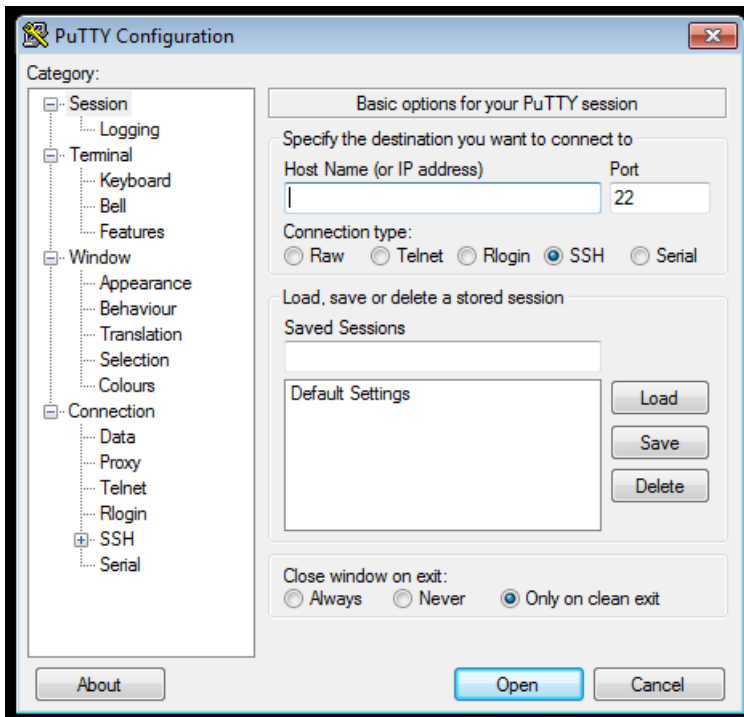 PuTTY Configuration
Category:
Session
Logging
Terminal
Keyboard
Bell
Features
Window
Appearance
Behaviour
Translation
Selection
Colours
Connection
Data
Proxy
Telnet
Rlogin
SSH
Serial
Basic options for your PuTTY session
Specify the destination you want to connect to
Host Name (or IP address) Port
22
Connection type:
Raw Telnet Rlogin SSH Serial
Load, save or delete a stored session
Saved Sessions
Default Settings
Load
Save
Delete
Close window on exit:
Always Never Only on clean exit
About Open Cancel